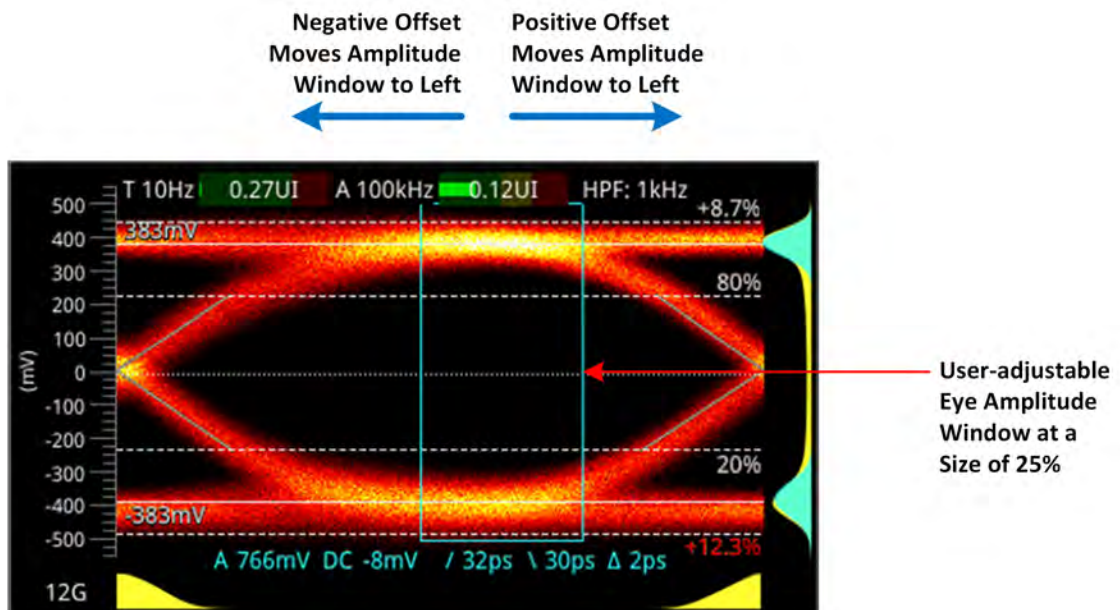 Negative Offset
Moves Amplitude
Window to Left
Positive Offset
Moves Amplitude
Window to Left
T 10Hz 0.27UI A 100kHz 0.12UI HPF: 1kHz
500
400
300
200
100
0
-100
-200
-300
-400
-500
(mV)
+8.7%
383mV
80%
20%
-383mV
+12.3%
A 766mV DC -8mV / 32ps \ 30ps Δ 2ps
12G
User-adjustable
Eye Amplitude
Window at a
Size of 25%